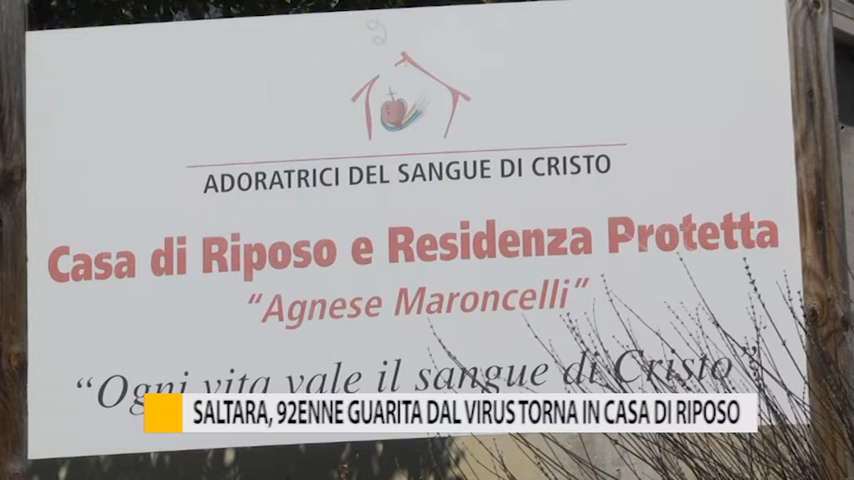 ADORATRICI DEL SANGUE DI CRISTO
Casa di Riposo e Residenza Protetta
"Agnese Maroncelli"
"Ogni vita vale il sangue di Cristo"
SALTARA, 92ENNE GUARITA DAL VIRUS TORNA IN CASA DI RIPOSO